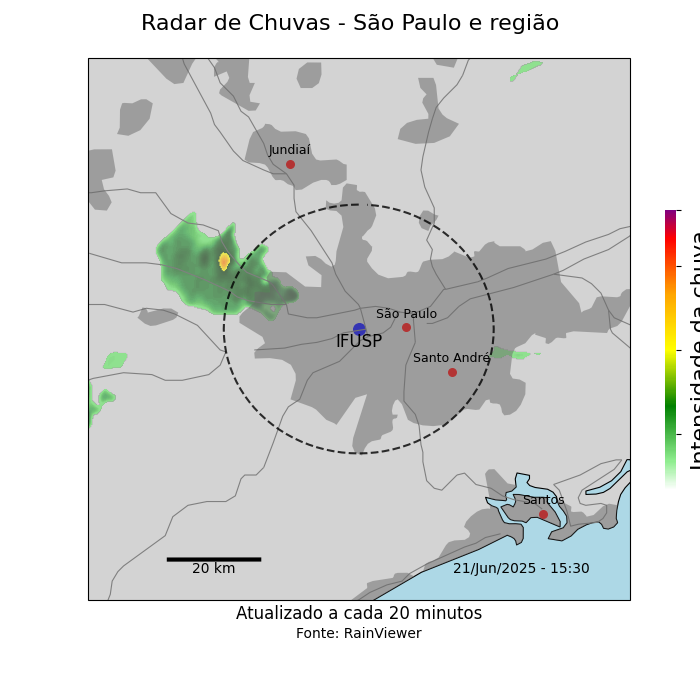 Radar de Chuvas - São Paulo e região
Jundiaí
São Paulo
IFUSP
Santo André
Santos
20 km
21/Jun/2025 - 15:30
Intensidade da chuva
Atualizado a cada 20 minutos
Fonte: RainViewer